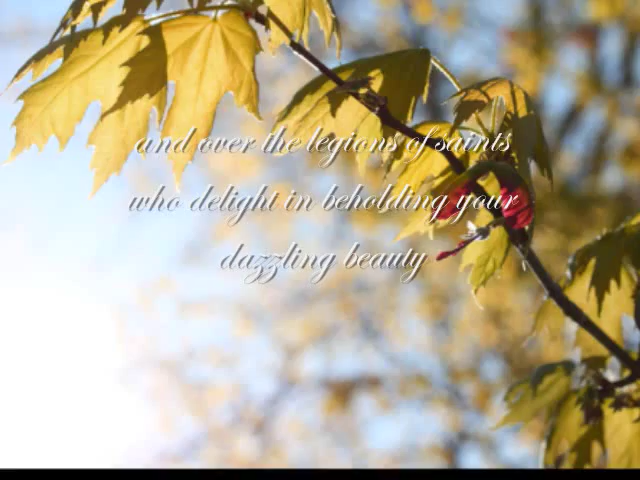 and over the legions of saints
who delight in beholding your
dazzling beauty